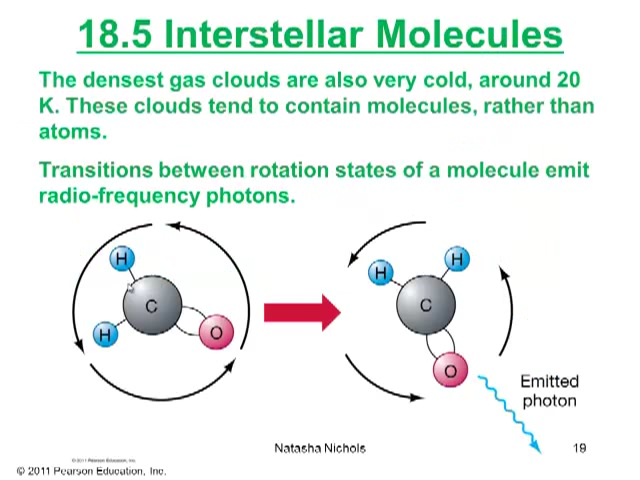 18.5 Interstellar Molecules
The densest gas clouds are also very cold, around 20
K. These clouds tend to contain molecules, rather than
atoms.
Transitions between rotation states of a molecule emit
radio-frequency photons.
H
C
H
O
H
H
C
O
Emitted
photon
Natasha Nichols
19
© 2011 Pearson Education, Inc.
© 2011 Pearson Education, Inc.